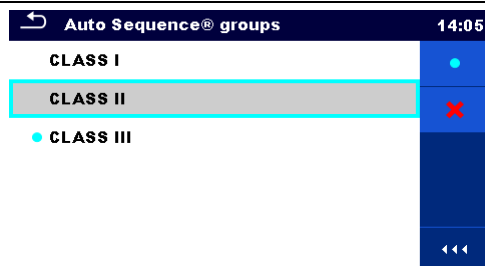 Auto Sequence® groups 14:05
CLASS I
CLASS II
CLASS III